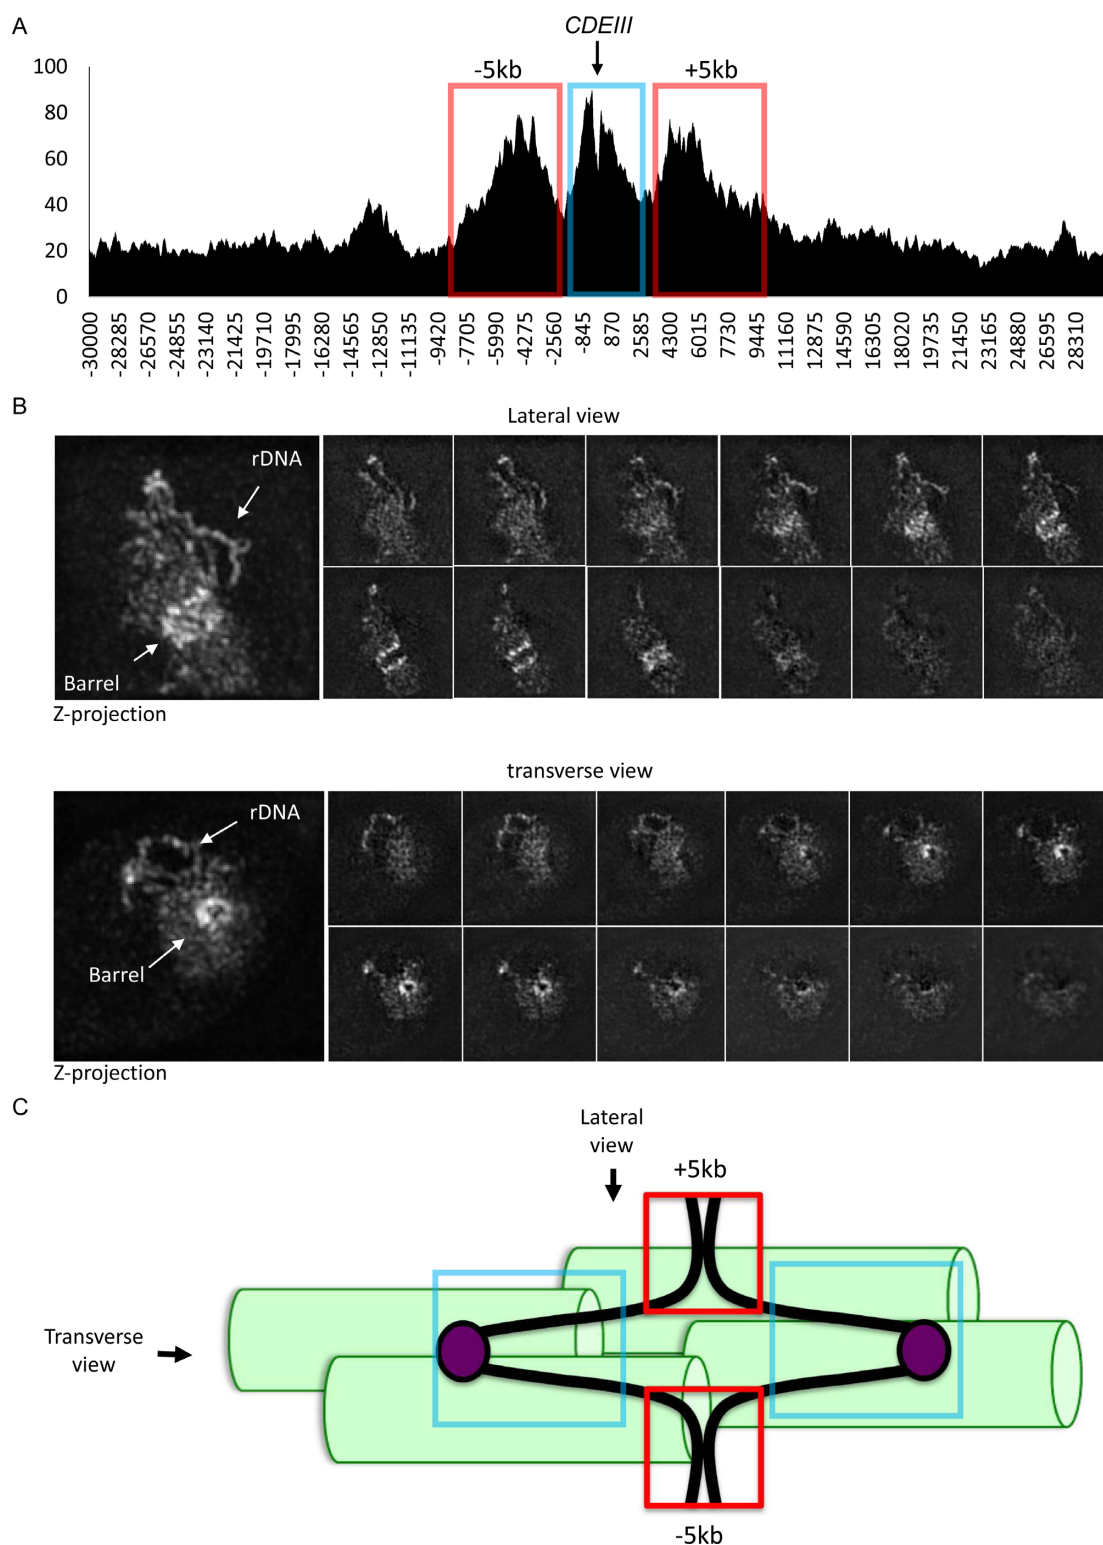 A
CDEIII
-5kb
+5kb
100
80
60
40
20
0
-30000
-28285
-26570
-24855
-23140
-21425
-19710
-17995
-16280
-14565
-12850
-11135
-9420
-7705
-5990
-4275
-2560
-845
870
2585
4300
6015
7730
9445
11160
12875
14590
16305
18020
19735
21450
23165
24880
26595
28310
B
Lateral view
rDNA
Barrel
Z-projection
transverse view
rDNA
Barrel
Z-projection
C
Lateral
view
+5kb
Transverse
view
-5kb